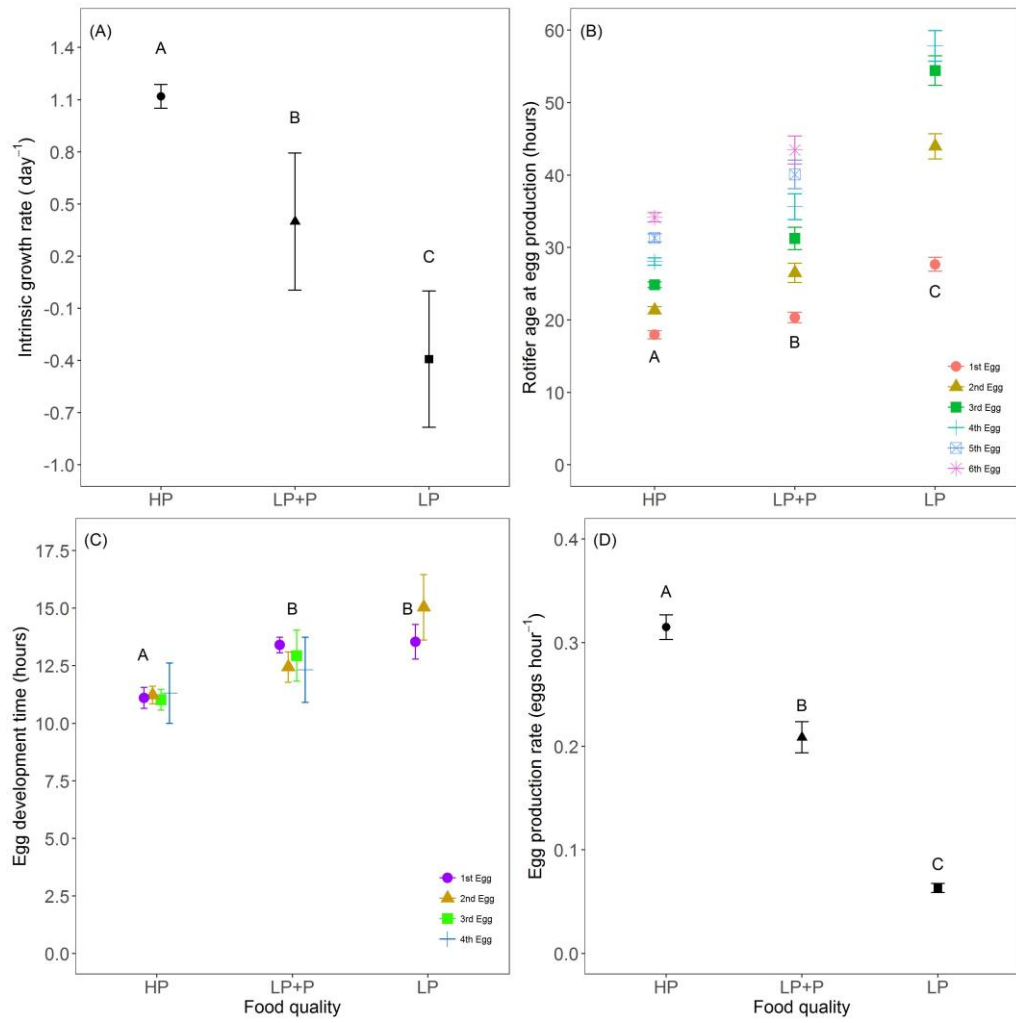 (A)
A
B
C
1.4
1.1
0.8
0.5
0.2
-0.1
-0.4
-0.7
-1.0
Intrinsic growth rate ( day⁻¹)
HP
LP+P
LP
(B)
60
50
40
30
20
10
0
Rotifer age at egg production (hours)
A
B
C
1st Egg
2nd Egg
3rd Egg
4th Egg
5th Egg
6th Egg
HP
LP+P
LP
(C)
17.5
15.0
12.5
10.0
7.5
5.0
2.5
0.0
Egg development time (hours)
A
B
B
1st Egg
2nd Egg
3rd Egg
4th Egg
HP
LP+P
LP
Food quality
(D)
0.4
0.3
0.2
0.1
0.0
Egg production rate (eggs hour⁻¹)
A
B
C
HP
LP+P
LP
Food quality